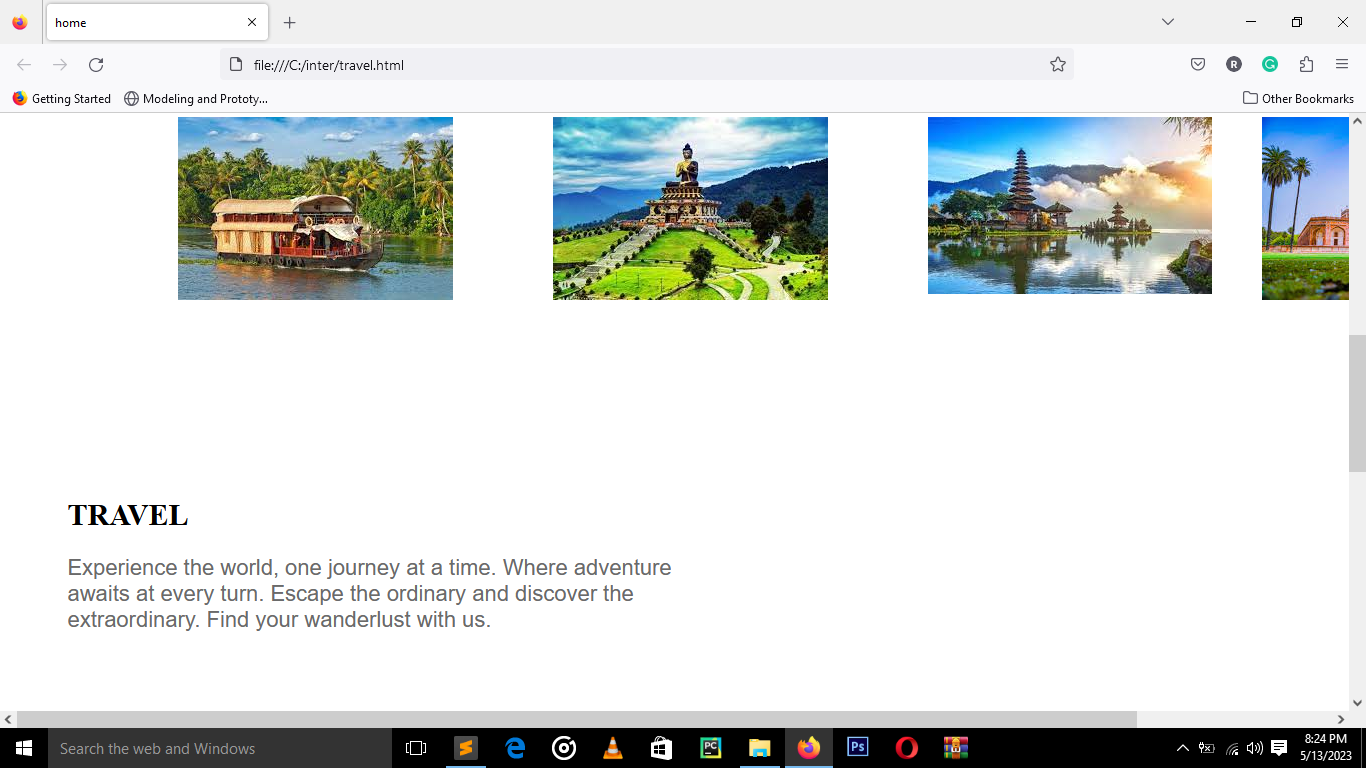 home
file:///C:/inter/travel.html
R
G
Getting Started
Modeling and Prototy...
Other Bookmarks
TRAVEL
Experience the world, one journey at a time. Where adventure
awaits at every turn. Escape the ordinary and discover the
extraordinary. Find your wanderlust with us.
Search the web and Windows
PC
Ps
8:24 PM
5/13/2023